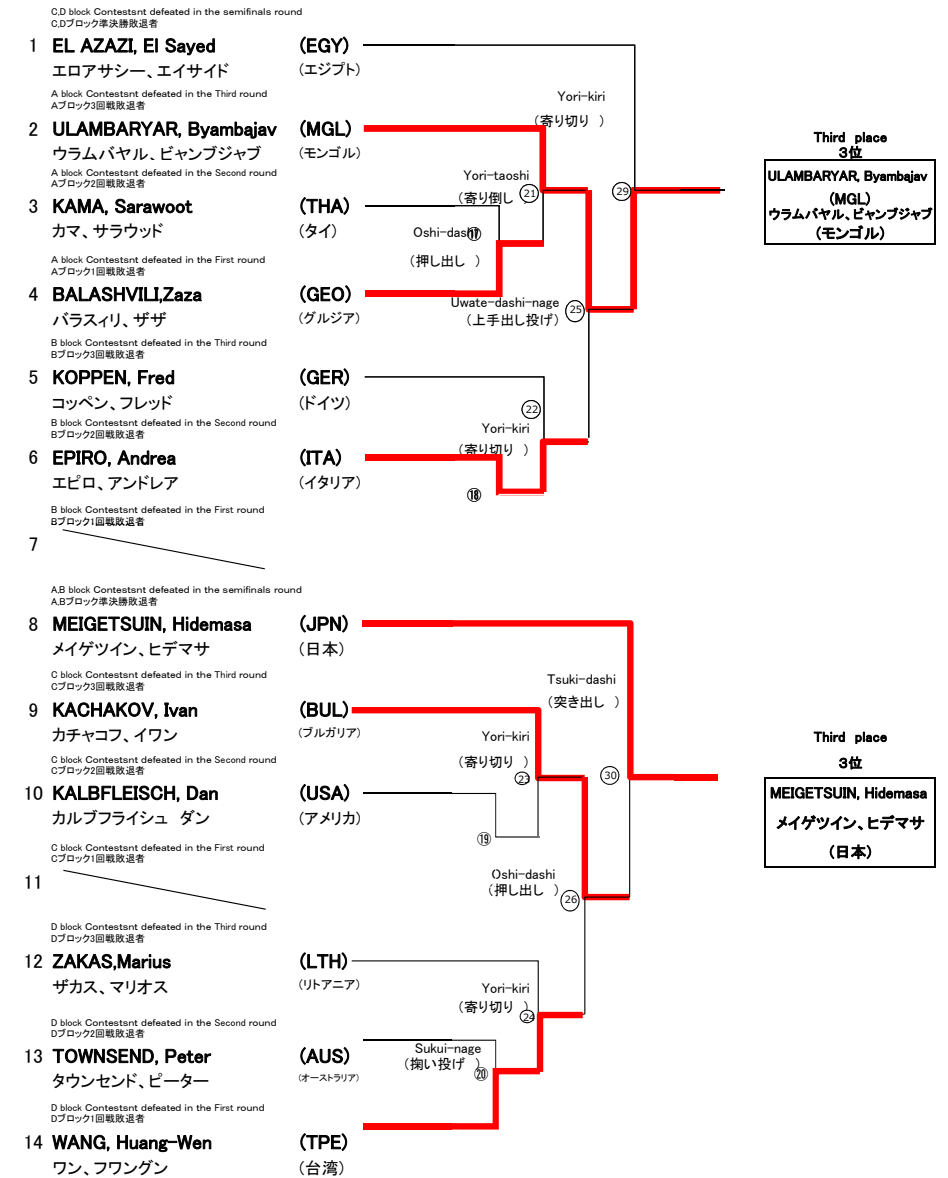 C,D block Contestsnt defeated in the semifinals round
C,Dブロック準決勝敗退者
1 EL AZAZI, El Sayed (EGY)
エロアサシー、エイサイド (エジプト)
A block Contestsnt defeated in the Third round
Aブロック3回戦敗退者
Yori-kiri
(寄り切り )
2 ULAMBARYAR, Byambajav (MGL)
ウラムバヤル、ビャンブジャブ (モンゴル)
Third place
3位
A block Contestsnt defeated in the Second round
Aブロック2回戦敗退者
Yori-taoshi
(寄り倒し ) 21
29
ULAMBARYAR, Byambajav
(MGL)
ウラムバヤル、ビャンブジャブ
(モンゴル)
3 KAMA, Sarawoot (THA)
カマ、サラウッド (タイ)
Oshi-dashi ⑰
(押し出し )
A block Contestsnt defeated in the First round
Aブロック1回戦敗退者
4 BALASHVILI,Zaza (GEO)
バラスィリ、ザザ (グルジア)
Uwate-dashi-nage
(上手出し投げ) 25
B block Contestsnt defeated in the Third round
Bブロック3回戦敗退者
5 KOPPEN, Fred (GER)
コッペン、フレッド (ドイツ)
22
B block Contestsnt defeated in the Second round
Bブロック2回戦敗退者
Yori-kiri
(寄り切り )
6 EPIRO, Andrea (ITA)
エピロ、アンドレア (イタリア)
⑱
B block Contestsnt defeated in the First round
Bブロック1回戦敗退者
7
A,B block Contestsnt defeated in the semifinals round
A,Bブロック準決勝敗退者
8 MEIGETSUIN, Hidemasa (JPN)
メイゲツイン、ヒデマサ (日本)
C block Contestsnt defeated in the Third round
Cブロック3回戦敗退者
Tsuki-dashi
(突き出し )
9 KACHAKOV, Ivan (BUL)
カチャコフ、イワン (ブルガリア)
Yori-kiri
(寄り切り )
23
30
Third place
3位
C block Contestsnt defeated in the Second round
Cブロック2回戦敗退者
10 KALBFLEISCH, Dan (USA)
カルブフライシュ ダン (アメリカ)
MEIGETSUIN, Hidemasa
メイゲツイン、ヒデマサ
(日本)
⑲
C block Contestsnt defeated in the First round
Cブロック1回戦敗退者
11
Oshi-dashi
(押し出し )
26
D block Contestsnt defeated in the Third round
Dブロック3回戦敗退者
12 ZAKAS,Marius (LTH)
ザカス、マリオス (リトアニア)
Yori-kiri
(寄り切り )
24
D block Contestsnt defeated in the Second round
Dブロック2回戦敗退者
13 TOWNSEND, Peter (AUS)
タウンセンド、ピーター (オーストラリア)
Sukui-nage
(掬い投げ )
⑳
D block Contestsnt defeated in the First round
Dブロック1回戦敗退者
14 WANG, Huang-Wen (TPE)
ワン、フワングン (台湾)